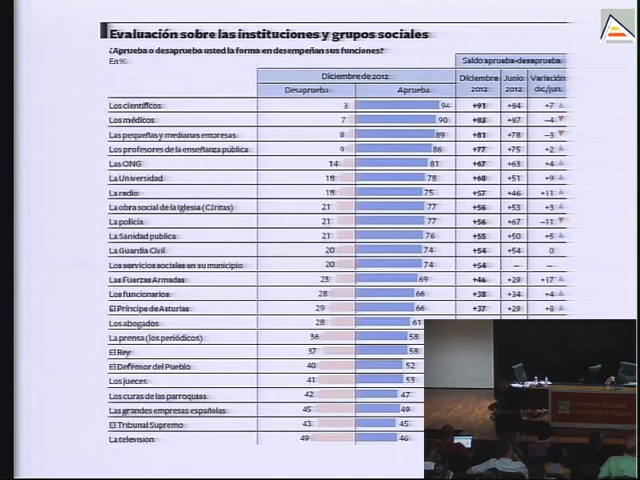 Evaluación sobre las instituciones y grupos sociales
¿Aprueba o desaprueba usted la forma en desempeñan sus funciones?
En %
Saldo aprueba-desaprueba
Diciembre de 2012 Diciembre 2012 Junio 2012 Variación dic/jun.
Desaprueba Aprueba
Los científicos 3 94 +91 +84 +7
Los médicos 7 90 +83 +87 –4
Las pequeñas y medianas empresas 8 89 +81 +78 –3
Los profesores de la enseñanza pública 9 86 +77 +75 +2
Las ONG 14 81 +67 +63 +4
La Universidad 18 78 +60 +51 +9
La radio 18 75 +57 +46 +11
La obra social de la Iglesia (Cáritas) 21 77 +56 +53 +3
La policía 21 77 +56 +67 –11
La Sanidad publica 21 76 +55 +50 +5
La Guardia Civil 20 74 +54 +54 0
Los servicios sociales en su municipio 20 74 +54 – –
Las Fuerzas Armadas 23 69 +46 +29 +17
Los funcionarios 28 66 +38 +34 +4
El Príncipe de Asturias 29 66 +37 +29 +8
Los abogados 28 61
La prensa (los periódicos) 36 58
El Rey 37 58
El Defensor del Pueblo 40 52
Los jueces 41 53
Los curas de las parroquias 42 47
Las grandes empresas españolas 45 49
El Tribunal Supremo 43 45
La televisión 49 46